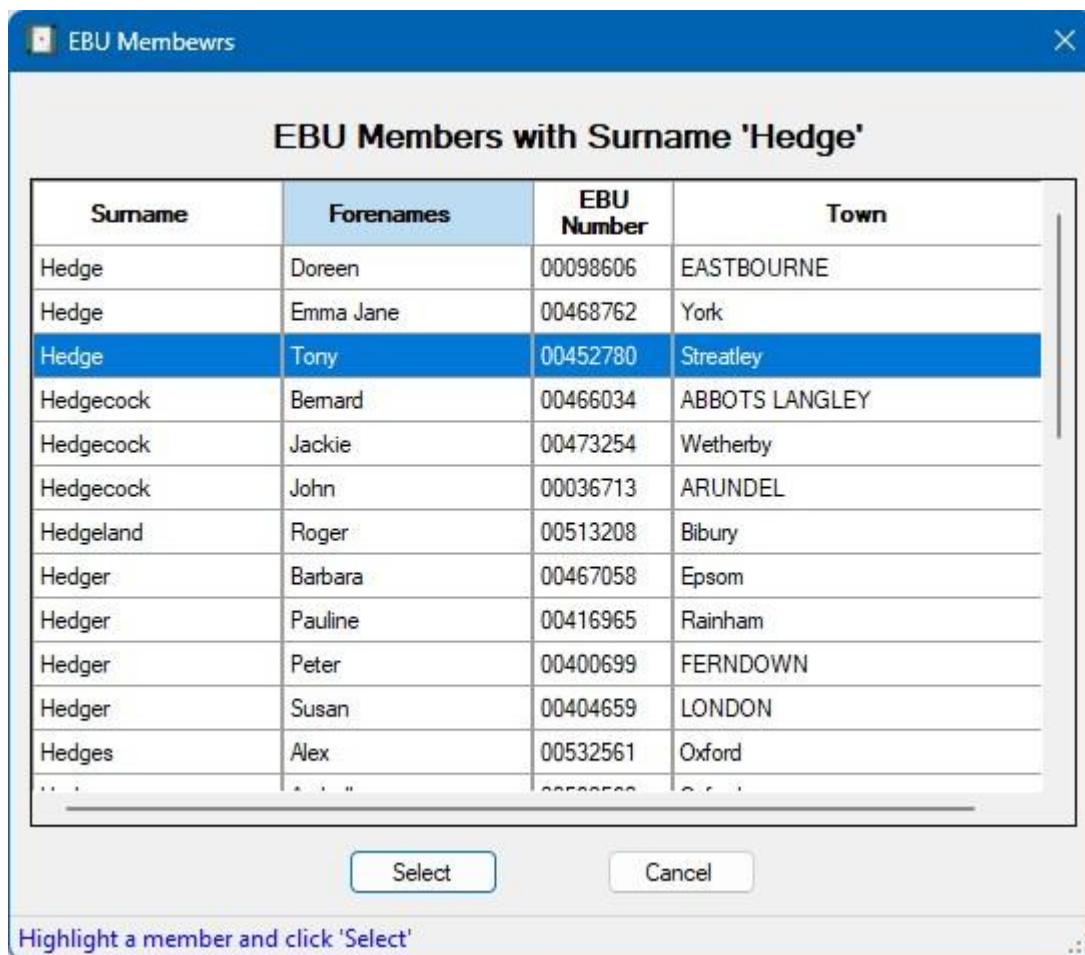 EBU Membewrs
EBU Members with Surname 'Hedge'
Surname Forenames EBU Number Town
Hedge Doreen 00098606 EASTBOURNE
Hedge Emma Jane 00468762 York
Hedge Tony 00452780 Streatley
Hedgecock Bernard 00466034 ABBOTS LANGLEY
Hedgecock Jackie 00473254 Wetherby
Hedgecock John 00036713 ARUNDEL
Hedgeland Roger 00513208 Bibury
Hedger Barbara 00467058 Epsom
Hedger Pauline 00416965 Rainham
Hedger Peter 00400699 FERNDOWN
Hedger Susan 00404659 LONDON
Hedges Alex 00532561 Oxford
Select Cancel
Highlight a member and click 'Select'